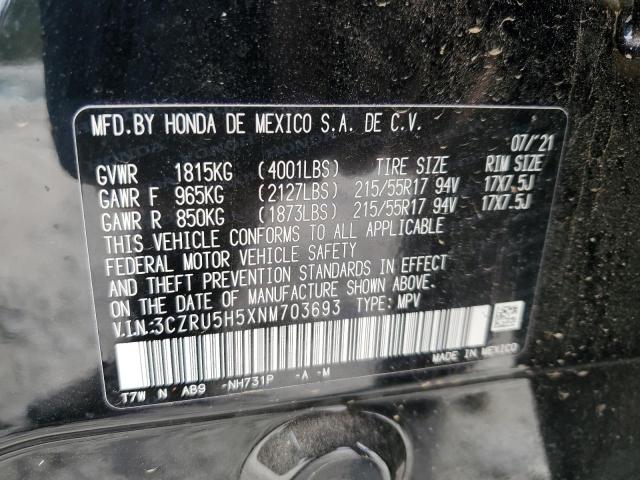 MFD.BY HONDA DE MEXICO S.A. DE C.V.
07/'21
GVWR 1815KG (4001LBS) TIRE SIZE RIM SIZE
GAWR F 965KG (2127LBS) 215/55R17 94V 17X7.5J
GAWR R 850KG (1873LBS) 215/55R17 94V 17X7.5J
THIS VEHICLE CONFORMS TO ALL APPLICABLE
FEDERAL MOTOR VEHICLE SAFETY
AND THEFT PREVENTION STANDARDS IN EFFECT
ON THE DATE OF MANUFACTURE SHOWN ABOVE.
V.I.N.:3CZRU5H5XNM703693 TYPE: MPV
MADE IN MEXICO
T7W N AB9 -NH731P -A -M